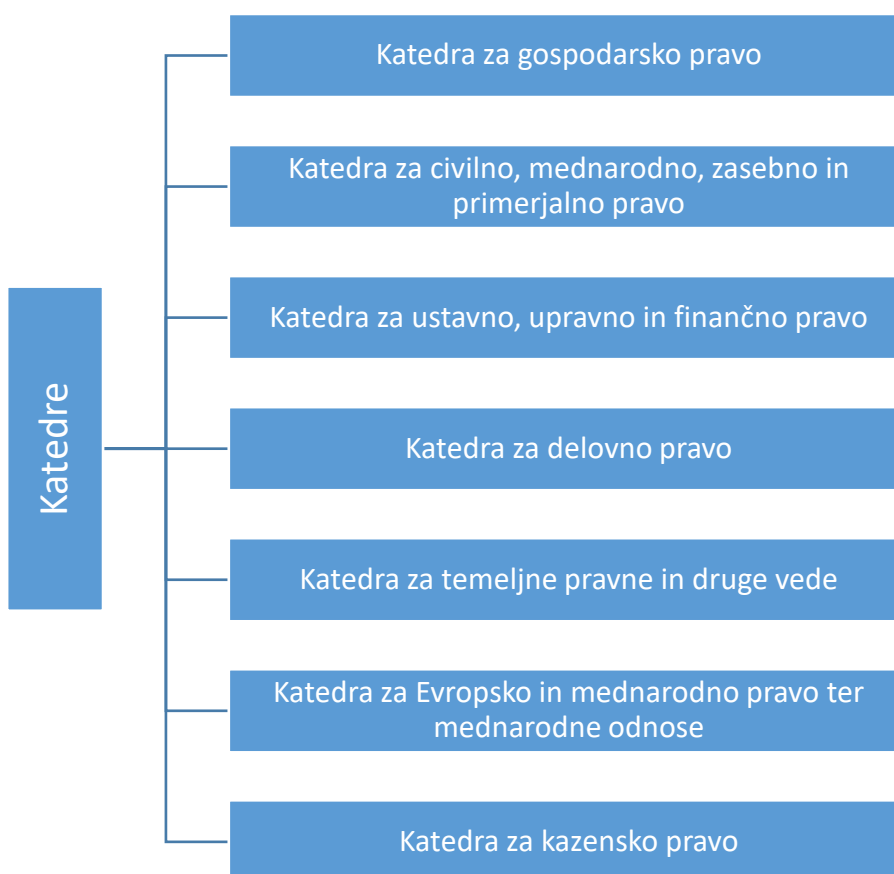 Katedre
Katedra za gospodarsko pravo
Katedra za civilno, mednarodno, zasebno in
primerjalno pravo
Katedra za ustavno, upravno in finančno pravo
Katedra za delovno pravo
Katedra za temeljne pravne in druge vede
Katedra za Evropsko in mednarodno pravo ter
mednarodne odnose
Katedra za kazensko pravo